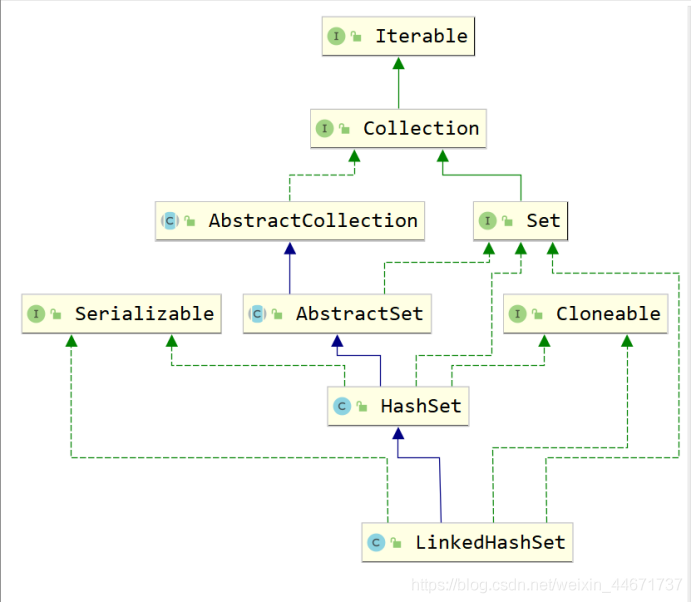 I Iterable
I Collection
C AbstractCollection
I Set
I Serializable
C AbstractSet
I Cloneable
C HashSet
C LinkedHashSet
https://blog.csdn.net/weixin_44671737